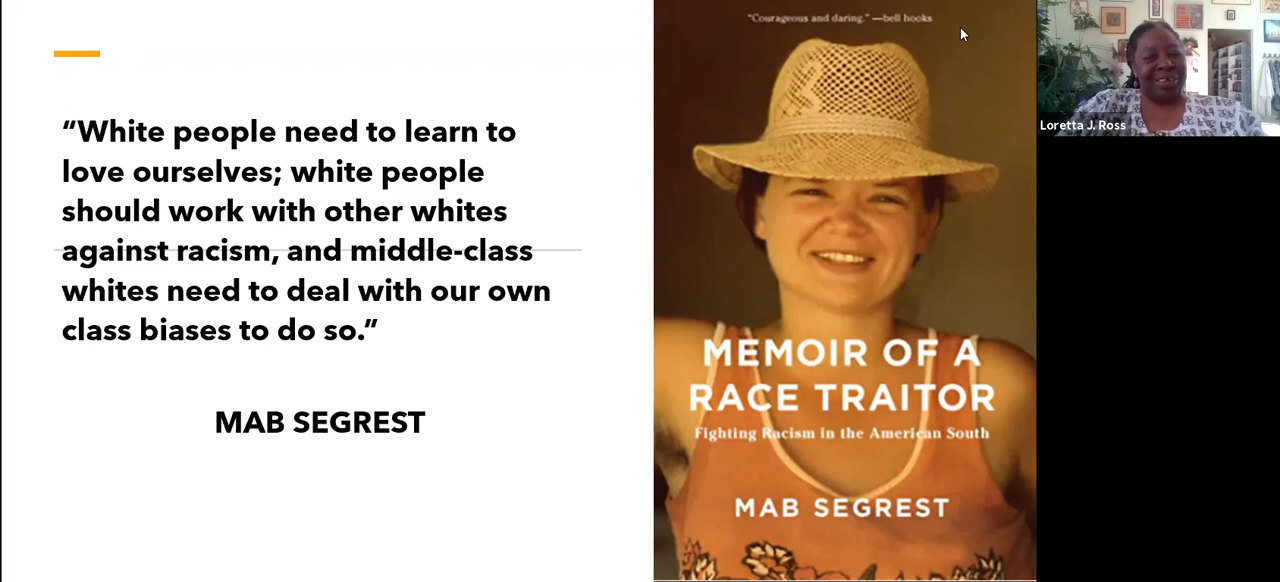 “White people need to learn to
love ourselves; white people
should work with other whites
against racism, and middle-class
whites need to deal with our own
class biases to do so.”
MAB SEGREST
“Courageous and daring.” —bell hooks
MEMOIR OF A
RACE TRAITOR
Fighting Racism in the American South
MAB SEGREST
Loretta J. Ross